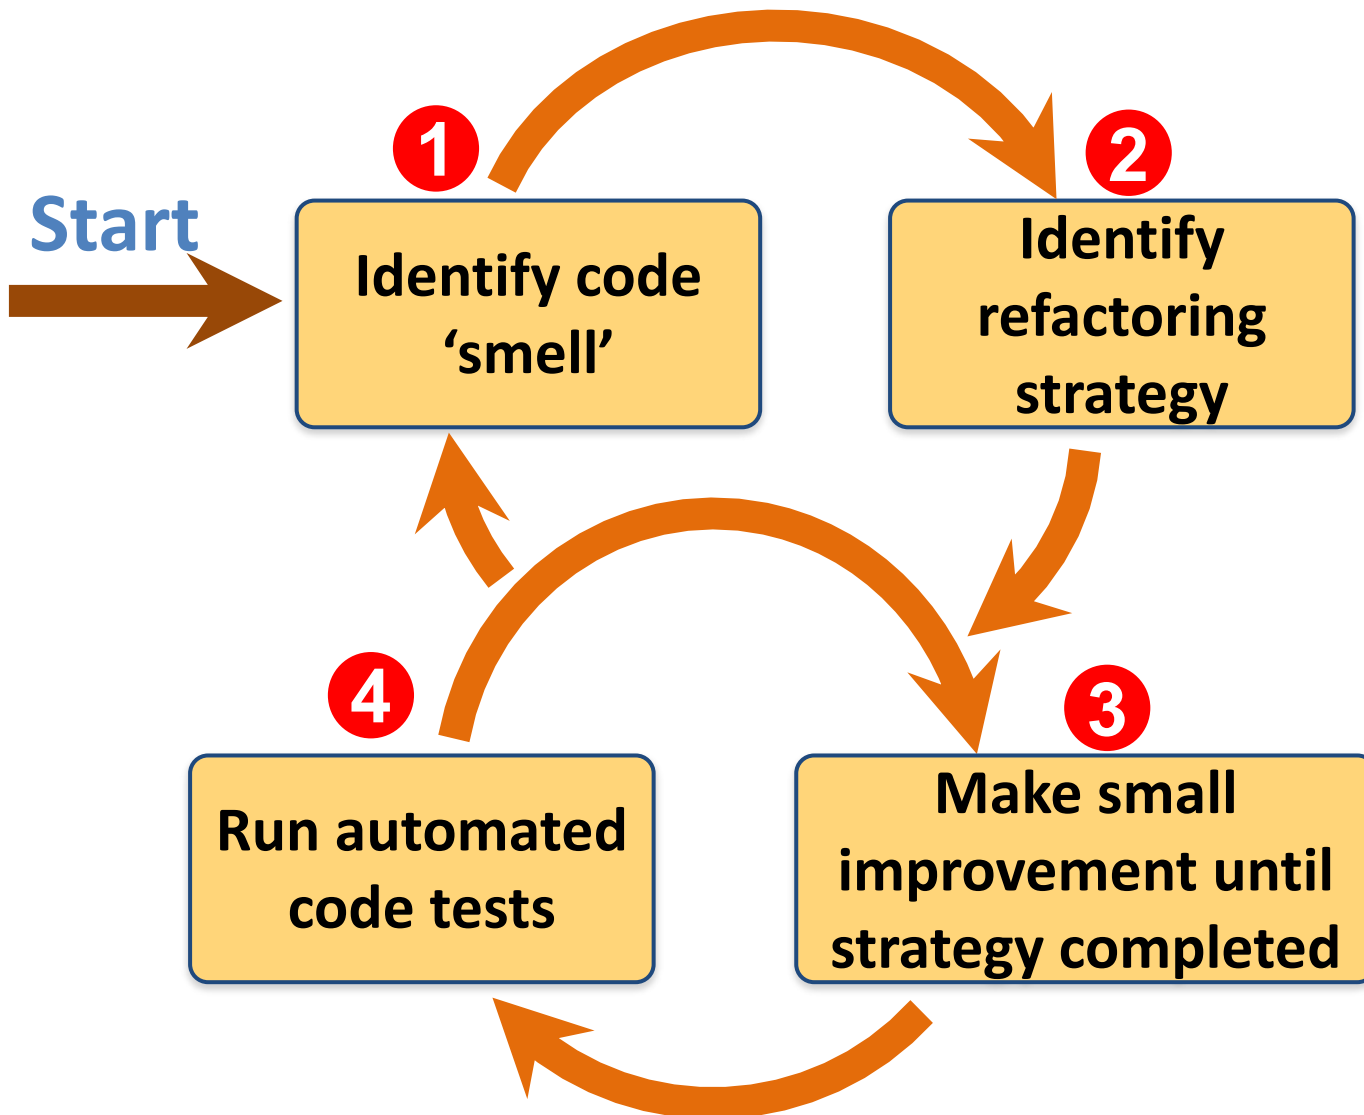 Start
1
Identify code
‘smell’
2
Identify
refactoring
strategy
3
Make small
improvement until
strategy completed
4
Run automated
code tests